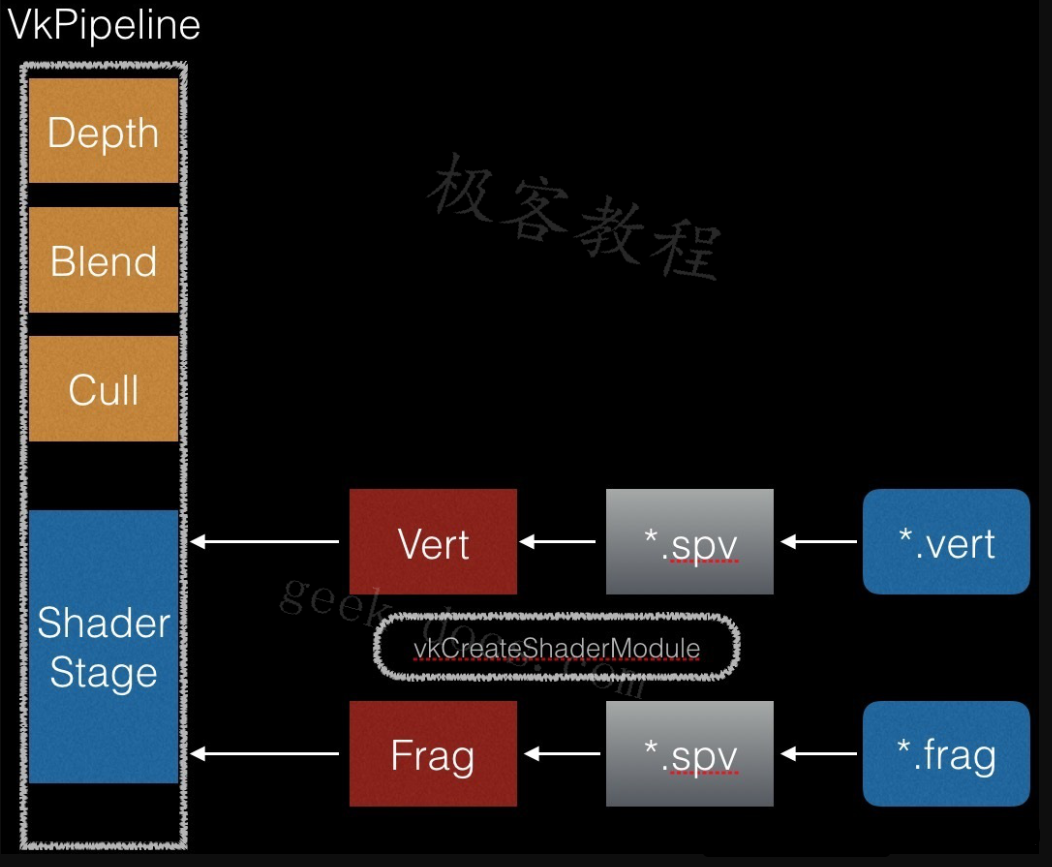 VkPipeline
Depth
Blend
Cull
Shader
Stage
极客教程
Vert
*.spv
*.vert
geek-docs.com
vkCreateShaderModule
Frag
*.spv
*.frag